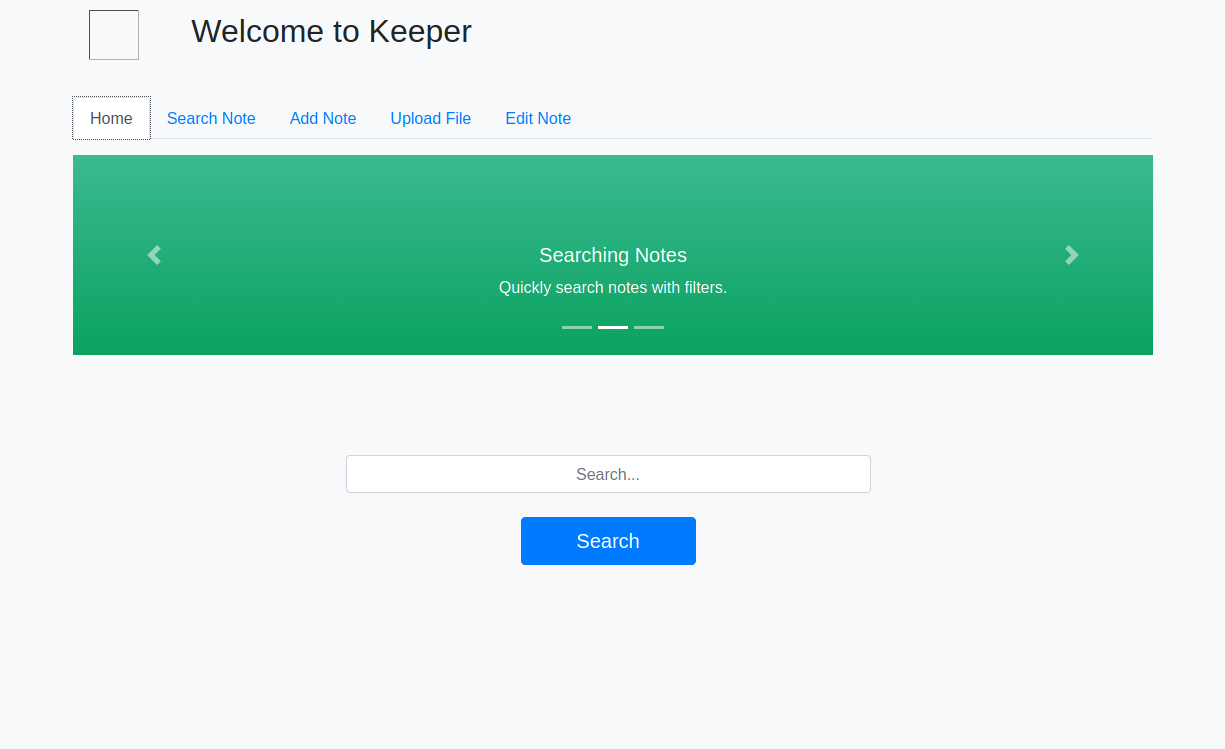 Welcome to Keeper
Home Search Note Add Note Upload File Edit Note
Searching Notes
Quickly search notes with filters.
Search...
Search